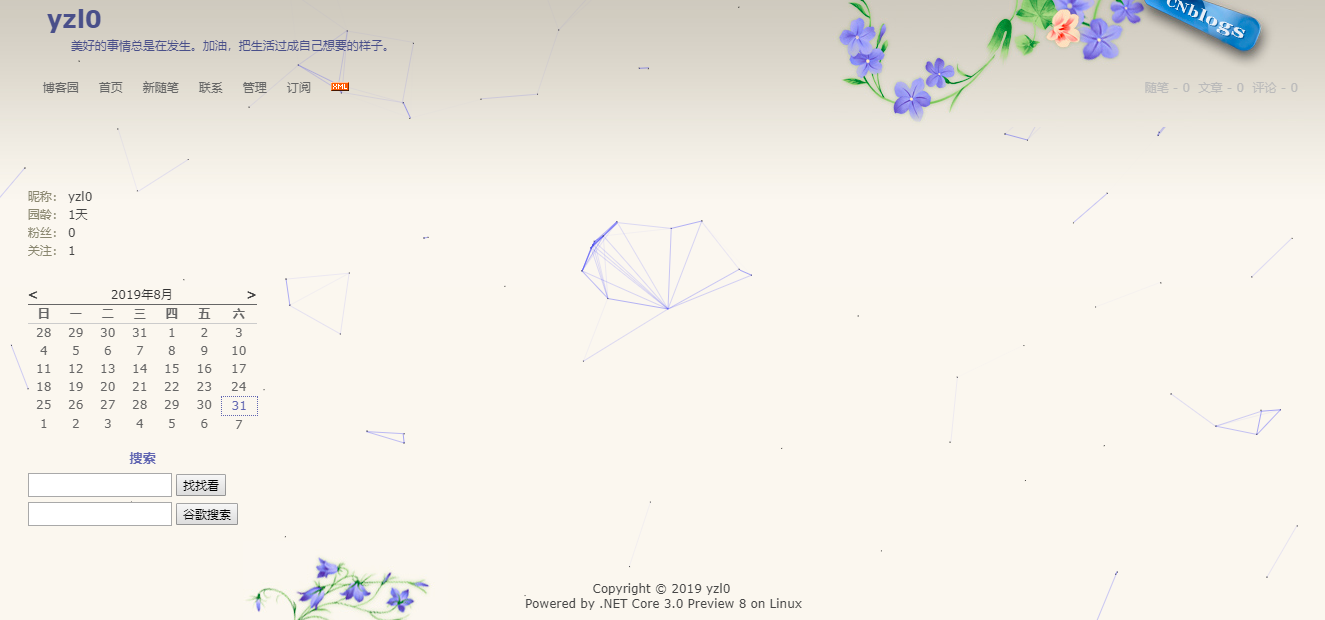 yzl0
美好的事情总是在发生。加油，把生活过成自己想要的样子。
CNblogs
博客园 首页 新随笔 联系 管理 订阅 XML
随笔 - 0 文章 - 0 评论 - 0
昵称： yzl0
园龄： 1天
粉丝： 0
关注： 1
< 2019年8月 >
日 一 二 三 四 五 六
28 29 30 31 1 2 3
4 5 6 7 8 9 10
11 12 13 14 15 16 17
18 19 20 21 22 23 24
25 26 27 28 29 30 31
1 2 3 4 5 6 7
搜索
找找看
谷歌搜索
Copyright © 2019 yzl0
Powered by .NET Core 3.0 Preview 8 on Linux